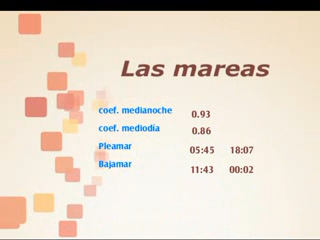 Las mareas
coef. medianoche 0.93
coef. mediodía 0.86
Pleamar 05:45 18:07
Bajamar 11:43 00:02